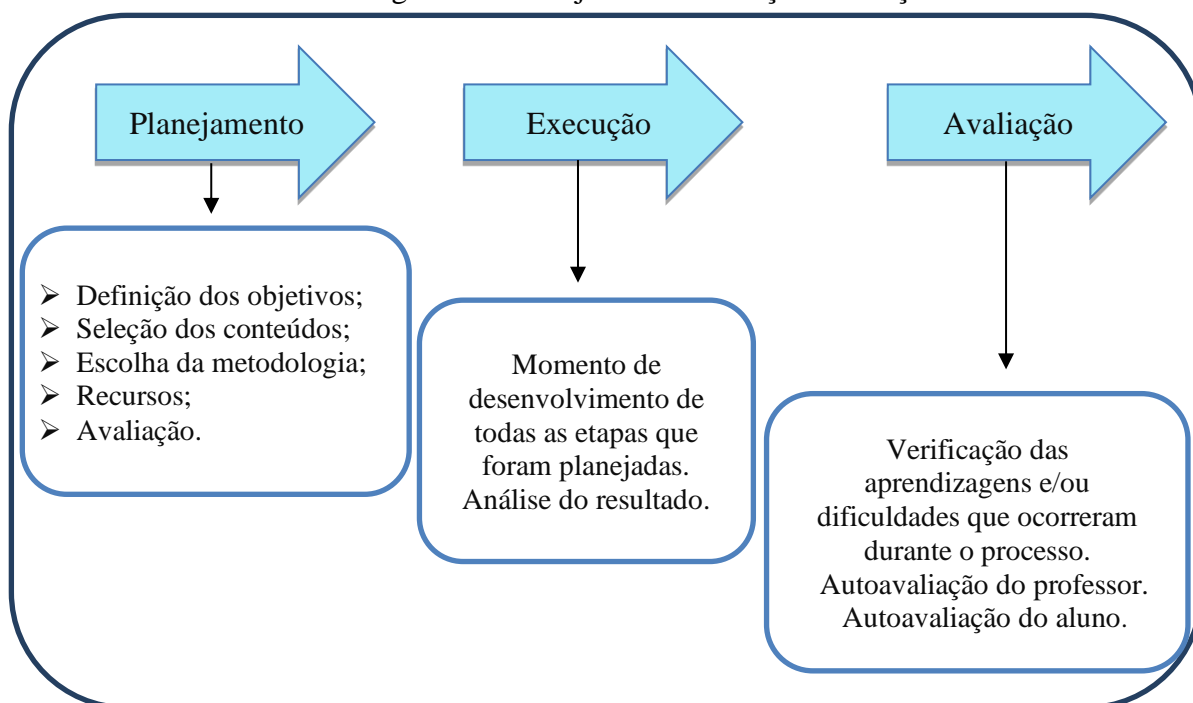 Planejamento
Execução
Avaliação
➢ Definição dos objetivos;
➢ Seleção dos conteúdos;
➢ Escolha da metodologia;
➢ Recursos;
➢ Avaliação.
Momento de
desenvolvimento de
todas as etapas que
foram planejadas.
Análise do resultado.
Verificação das
aprendizagens e/ou
dificuldades que ocorreram
durante o processo.
Autoavaliação do professor.
Autoavaliação do aluno.